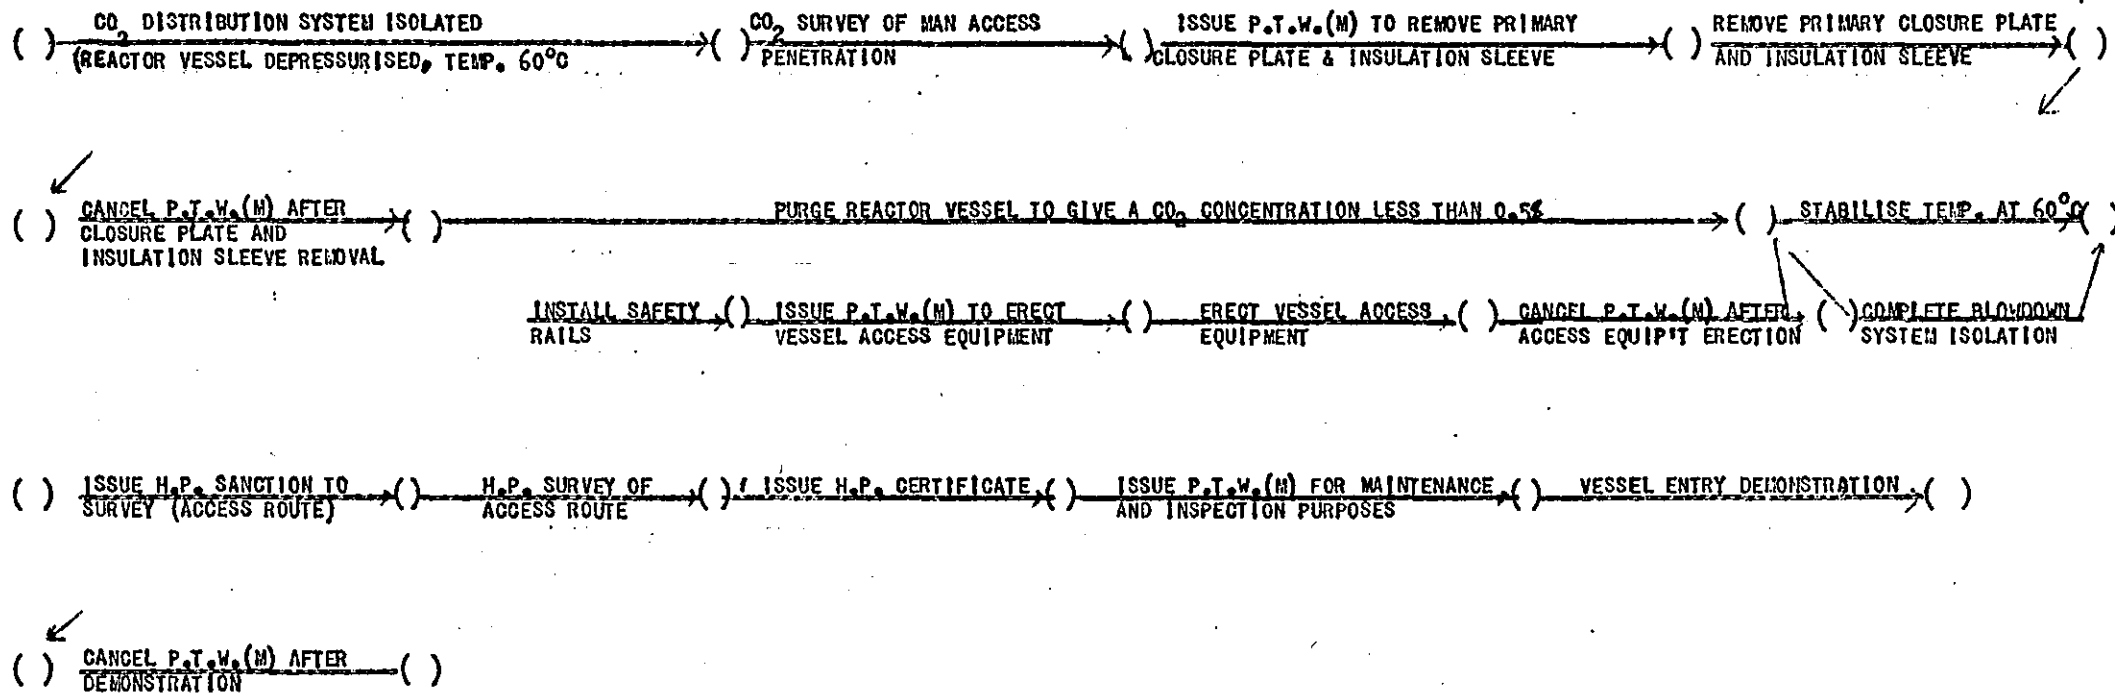 CO2 DISTRIBUTION SYSTEM ISOLATED
(REACTOR VESSEL DEPRESSURISED, TEMP. 60°C
CO2 SURVEY OF MAN ACCESS
PENETRATION
ISSUE P.T.W.(M) TO REMOVE PRIMARY
CLOSURE PLATE & INSULATION SLEEVE
REMOVE PRIMARY CLOSURE PLATE
AND INSULATION SLEEVE
CANCEL P.T.W.(M) AFTER
CLOSURE PLATE AND
INSULATION SLEEVE REMOVAL
PURGE REACTOR VESSEL TO GIVE A CO2 CONCENTRATION LESS THAN 0.5%
STABILISE TEMP. AT 60°C
INSTALL SAFETY
RAILS
ISSUE P.T.W.(M) TO ERECT
VESSEL ACCESS EQUIPMENT
ERECT VESSEL ACCESS
EQUIPMENT
CANCEL P.T.W.(M) AFTER
ACCESS EQUIP'T ERECTION
COMPLETE BLOWDOWN
SYSTEM ISOLATION
ISSUE H.P. SANCTION TO
SURVEY (ACCESS ROUTE)
H.P. SURVEY OF
ACCESS ROUTE
ISSUE H.P. CERTIFICATE
ISSUE P.T.W.(M) FOR MAINTENANCE
AND INSPECTION PURPOSES
VESSEL ENTRY DEMONSTRATION
CANCEL P.T.W.(M) AFTER
DEMONSTRATION